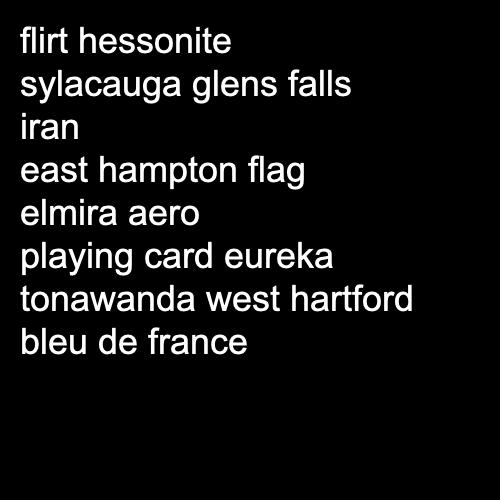 flirt hessonite
sylacauga glens falls
iran
east hampton flag
elmira aero
playing card eureka
tonawanda west hartford
bleu de france